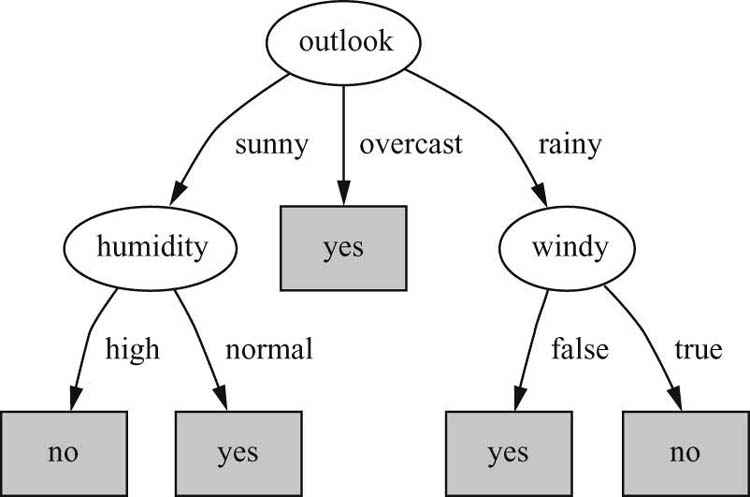 outlook
sunny
overcast
rainy
humidity
yes
windy
high
normal
false
true
no
yes
yes
no